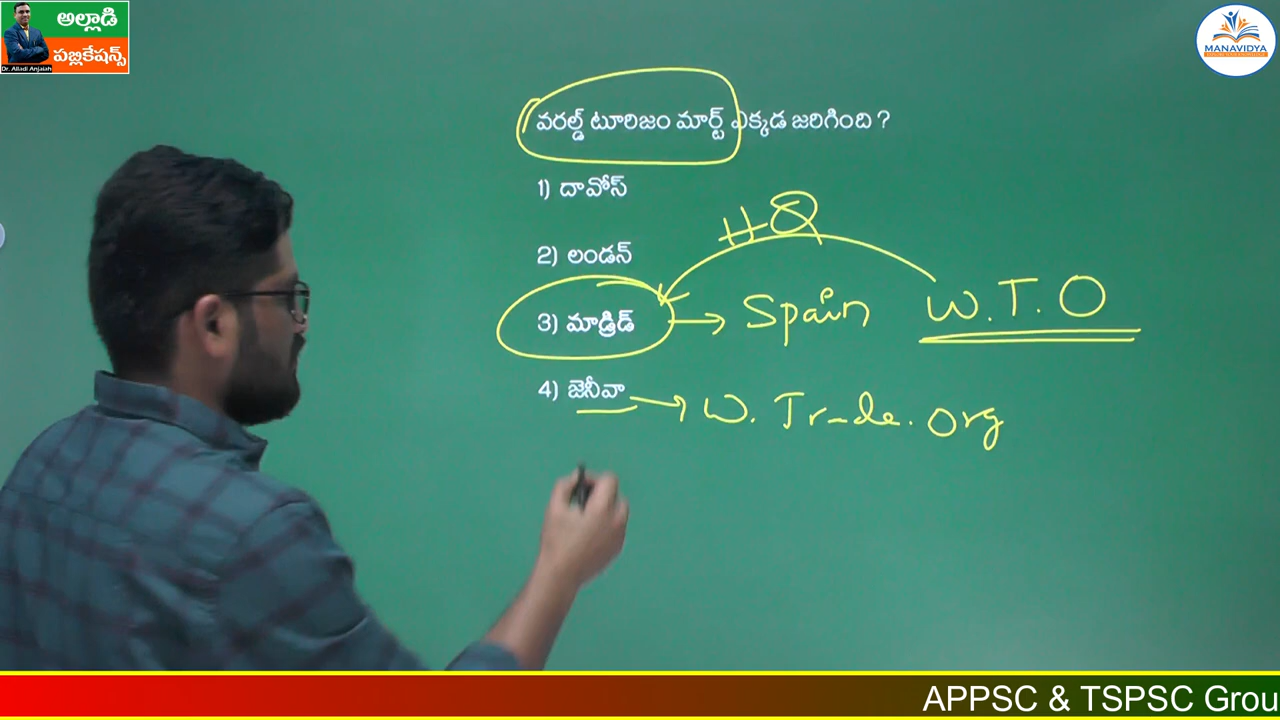 అల్లాడి
పబ్లికేషన్స్
Dr. Alladi Anjaiah
MANAVIDYA
వరల్డ్ టూరిజం మార్ట్ ఎక్కడ జరిగింది ?
1) దావోస్
HQ
2) లండన్
3) మాడ్రిడ్ → Spain W.T.O
4) జెనీవా → W. Trade. Org
APPSC & TSPSC Grou